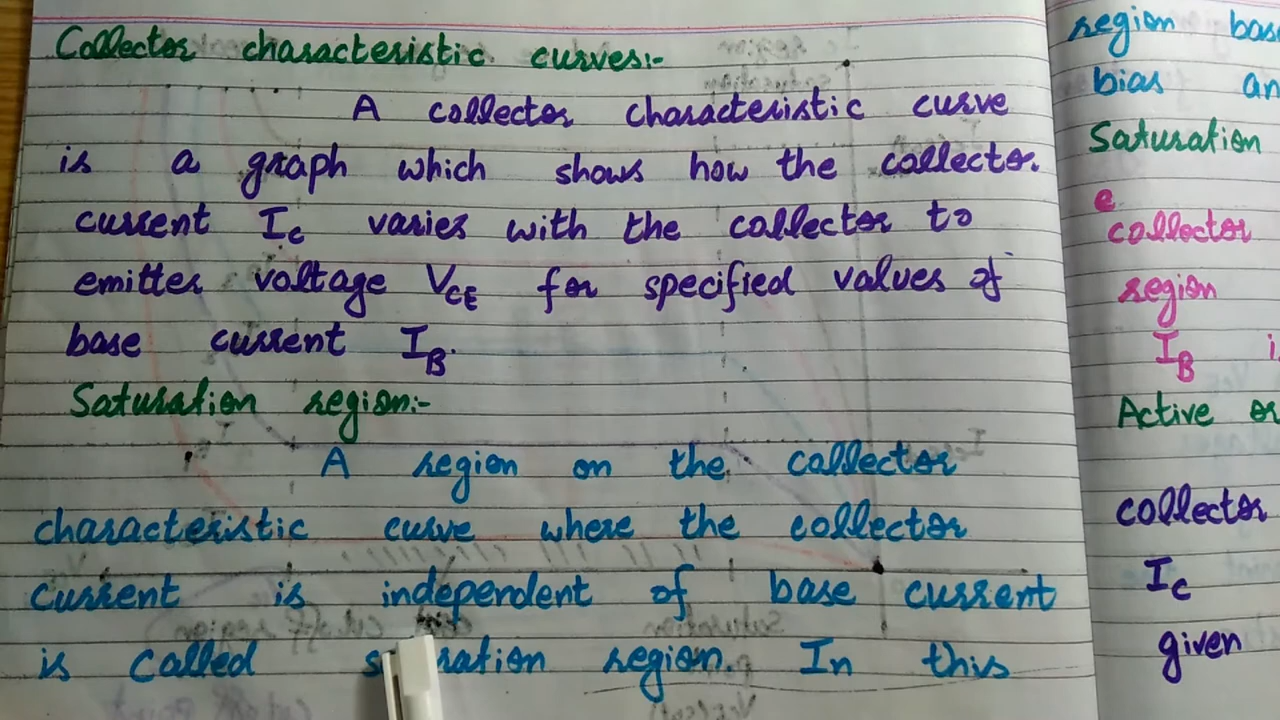 Collector characteristic curves:-
A collector characteristic curve
is a graph which shows how the collector.
current Ic varies with the collector to
emitter voltage VCE for specified values of
base current IB.
Saturation region:-
A region on the collector
characteristic curve where the collector
current is independent of base current
is called region. In this
region
bias
Saturation
collector
region
IB
Active or
collector
Ic
given